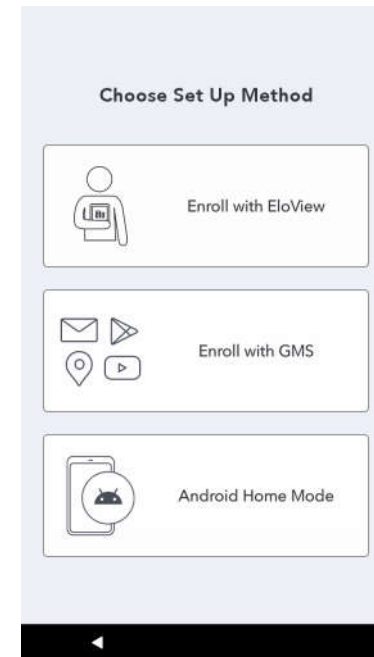 Choose Set Up Method
Enroll with EloView
Enroll with GMS
Android Home Mode